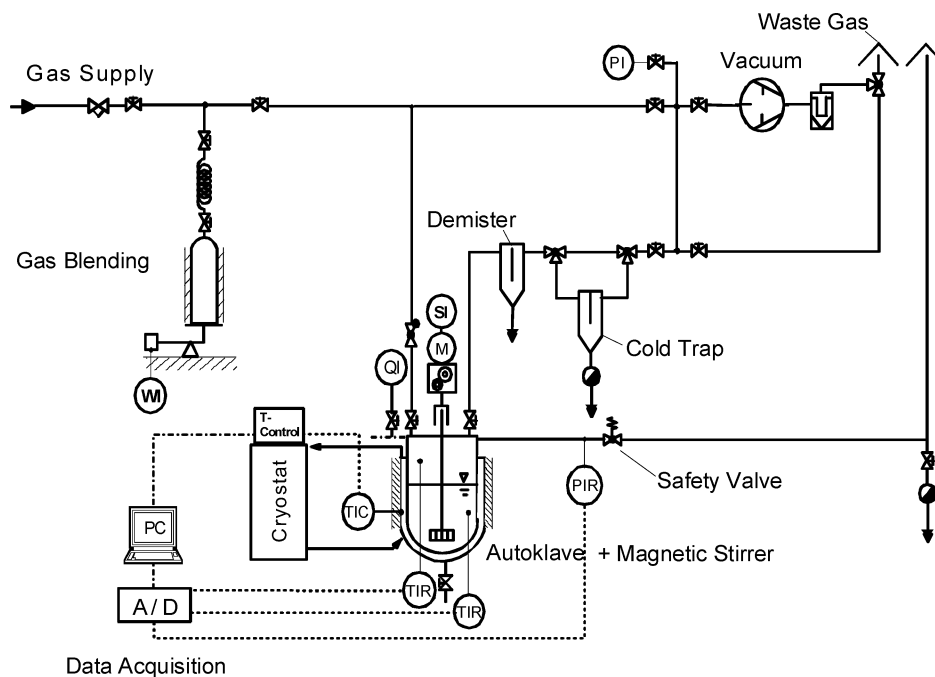 Waste Gas
Gas Supply
PI
Vacuum
Demister
Gas Blending
SI
M
Cold Trap
QI
WI
T-
Control
Cryostat
Safety Valve
TIC
PIR
PC
Autoklave + Magnetic Stirrer
TIR
TIR
A/D
Data Acquisition